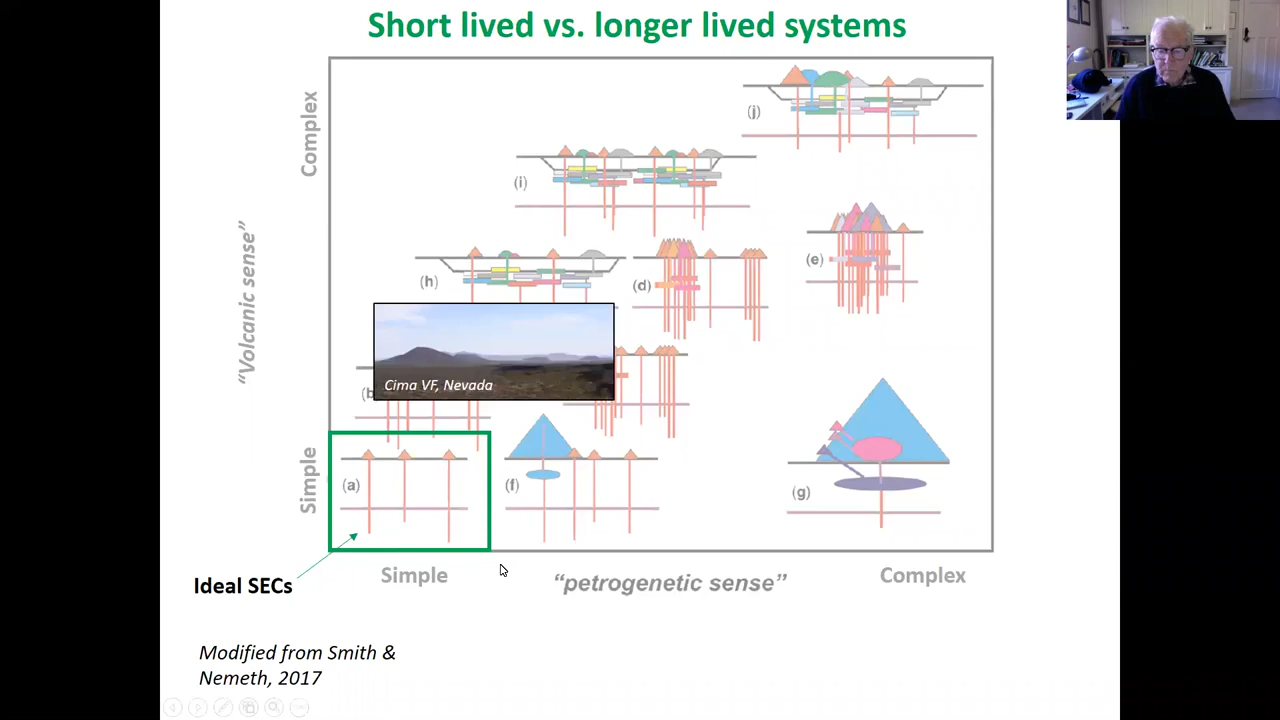 Short lived vs. longer lived systems
Complex
"Volcanic sense"
Simple
(j)
(i)
(e)
(h)
(d)
Cima VF, Nevada
(b
(a)
(f)
(g)
Ideal SECs
Simple
"petrogenetic sense"
Complex
Modified from Smith &
Nemeth, 2017